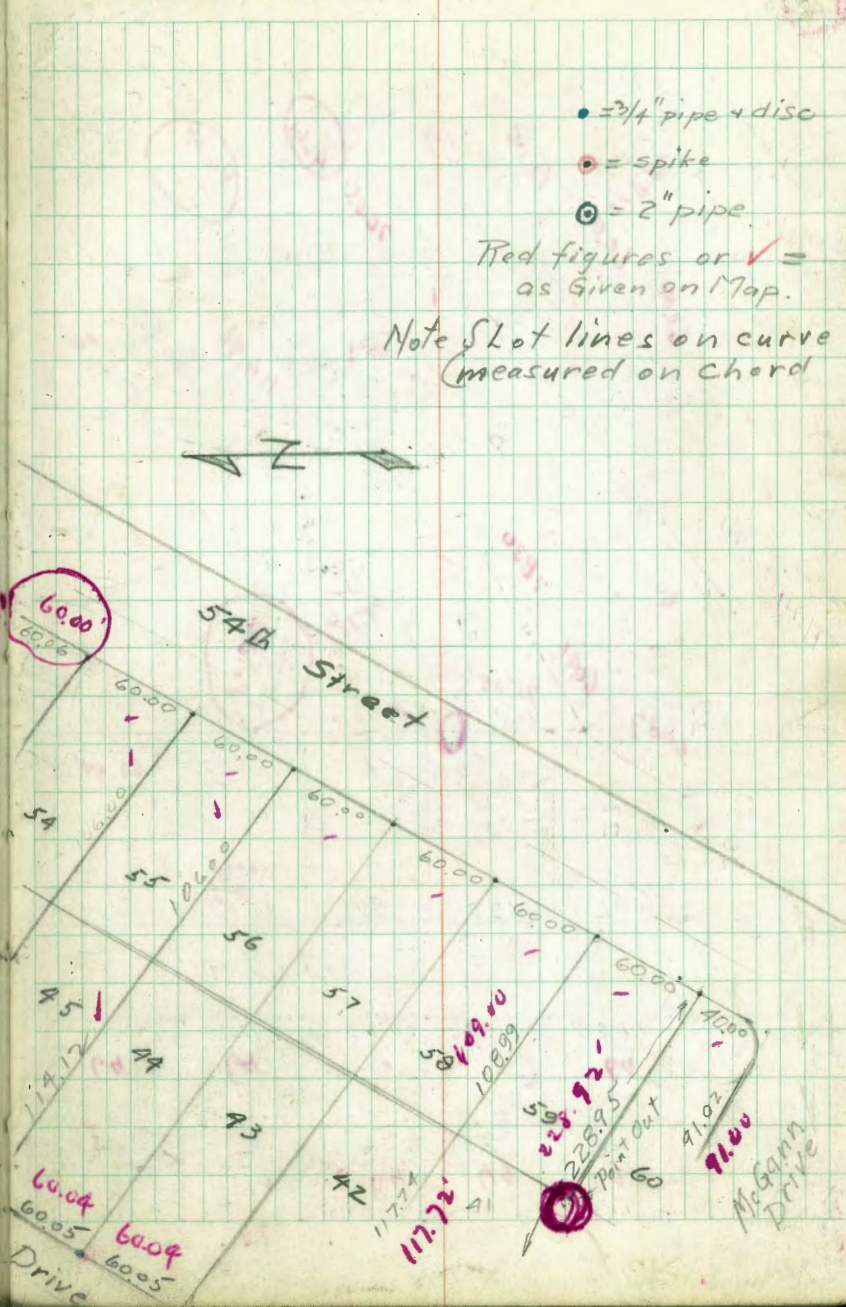 • = 3/4" pipe & disc
= spike
= 2" pipe
Red figures or ✓ =
as Given on Map.
Note Lot lines on curve
measured on Chord
Z
54th Street
60.00'
60.06
60.00
60.00
60.00
60.00
60.00
60.00
40.00
54
55
106.00
56
57
58
109.00
108.99
59
228.92
228.95
Point Out
60
91.02
91.00
McGann
Drive
45
114.12
44
43
42
117.74
117.72'
41
60.04
60.05
60.04
60.05
Drive